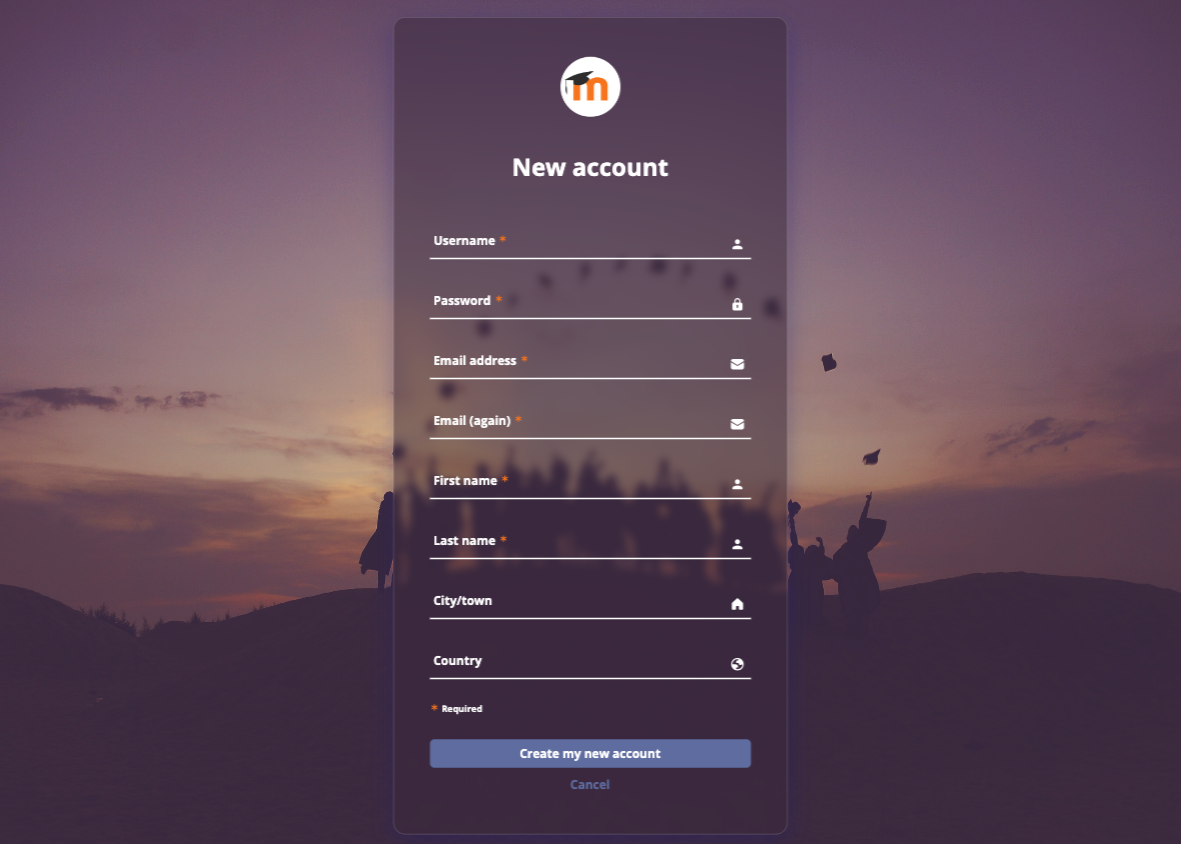 m
New account
Username *
Password *
Email address *
Email (again) *
First name *
Last name *
City/town
Country
* Required
Create my new account
Cancel